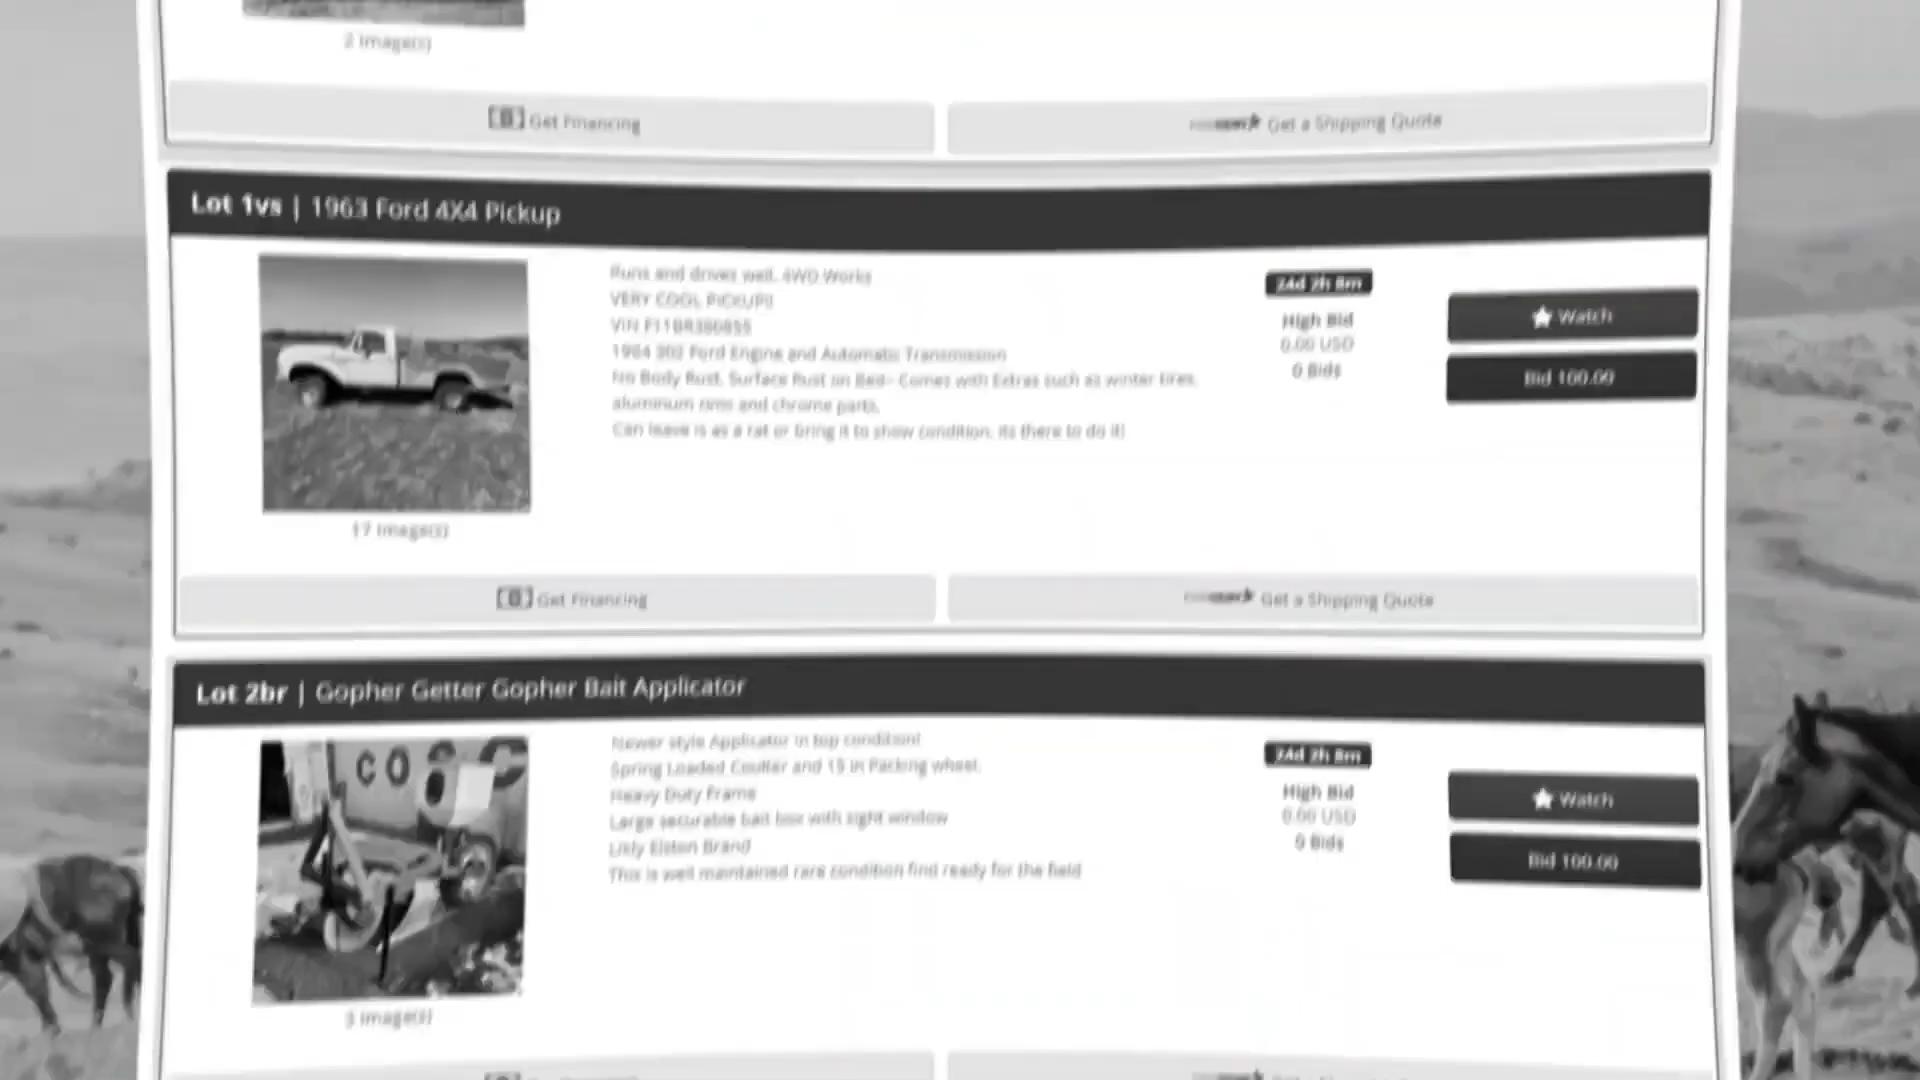 2 Image(s)
Get Financing
Get a Shipping Quote
Lot 1vs | 1963 Ford 4X4 Pickup
Runs and drives well. 4WD Works
VERY COOL PICKUP!!
VIN
Ford Engine and Automatic Transmission
No Body Rust. Surface Rust on Bed- Comes with Extras such as winter tires,
aluminum rims and chrome parts.
Can leave is as a rat or bring it to show condition. its there to do it!
24d 2h 8m
High Bid
0.00 USD
0 Bids
Watch
Bid 100.00
17 Image(s)
Get Financing
Get a Shipping Quote
Lot 2br | Gopher Getter Gopher Bait Applicator
COO
Newer style Applicator in top condition!
Spring Loaded Coulter and 15 in Packing wheel.
Heavy Duty Frame
Large securable bait box with sight window
Elston Brand
This is well maintained rare condition find ready for the field
24d 2h 8m
High Bid
0.00 USD
0 Bids
Watch
Bid 100.00
3 Image(s)